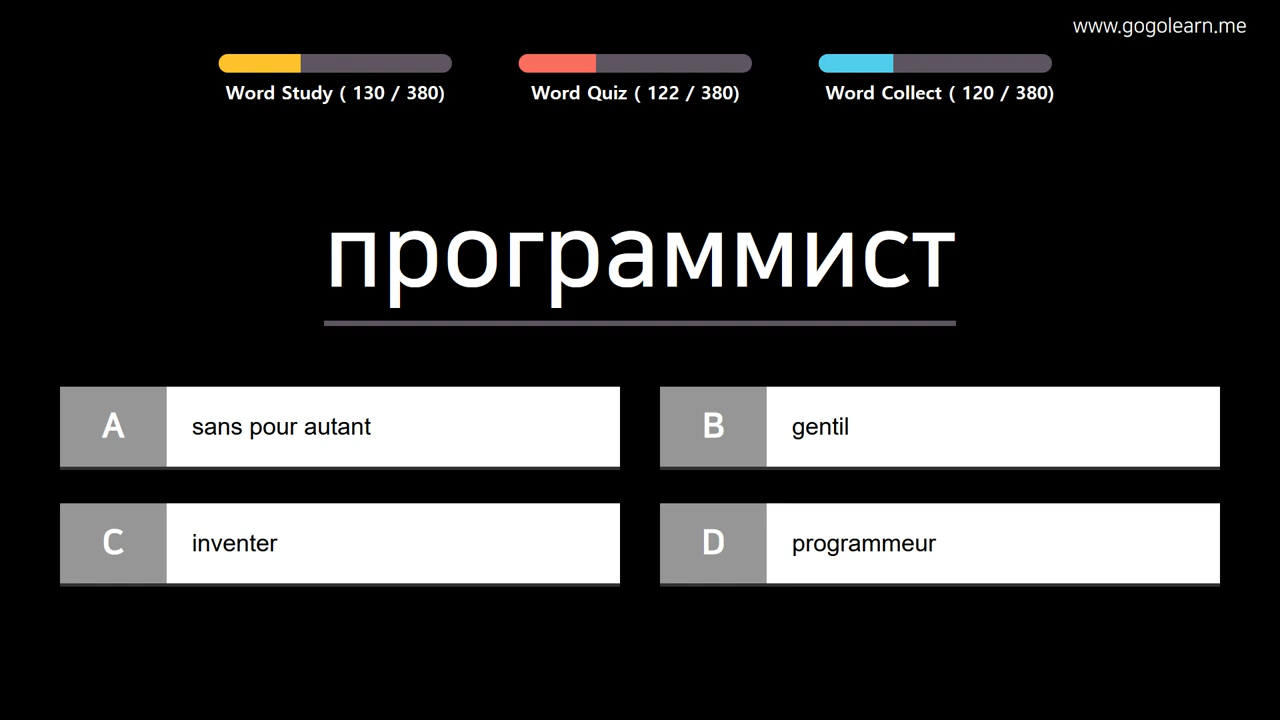 www.gogolearn.me
Word Study ( 130 / 380)
Word Quiz ( 122 / 380)
Word Collect ( 120 / 380)
программист
A
sans pour autant
B
gentil
C
inventer
D
programmeur